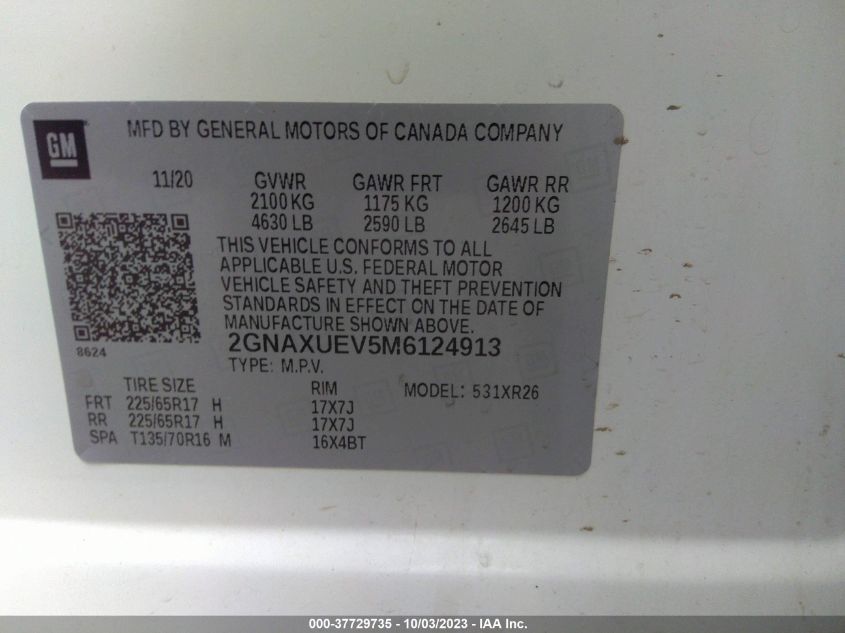 GM
MFD BY GENERAL MOTORS OF CANADA COMPANY
11/20 GVWR GAWR FRT GAWR RR
2100 KG 1175 KG 1200 KG
4630 LB 2590 LB 2645 LB
THIS VEHICLE CONFORMS TO ALL
APPLICABLE U.S. FEDERAL MOTOR
VEHICLE SAFETY AND THEFT PREVENTION
STANDARDS IN EFFECT ON THE DATE OF
MANUFACTURE SHOWN ABOVE.
8624 2GNAXUEV5M6124913
TYPE: M.P.V.
TIRE SIZE RIM MODEL: 531XR26
FRT 225/65R17 H 17X7J
RR 225/65R17 H 17X7J
SPA T135/70R16 M 16X4BT
000-37729735 - 10/03/2023 - IAA Inc.